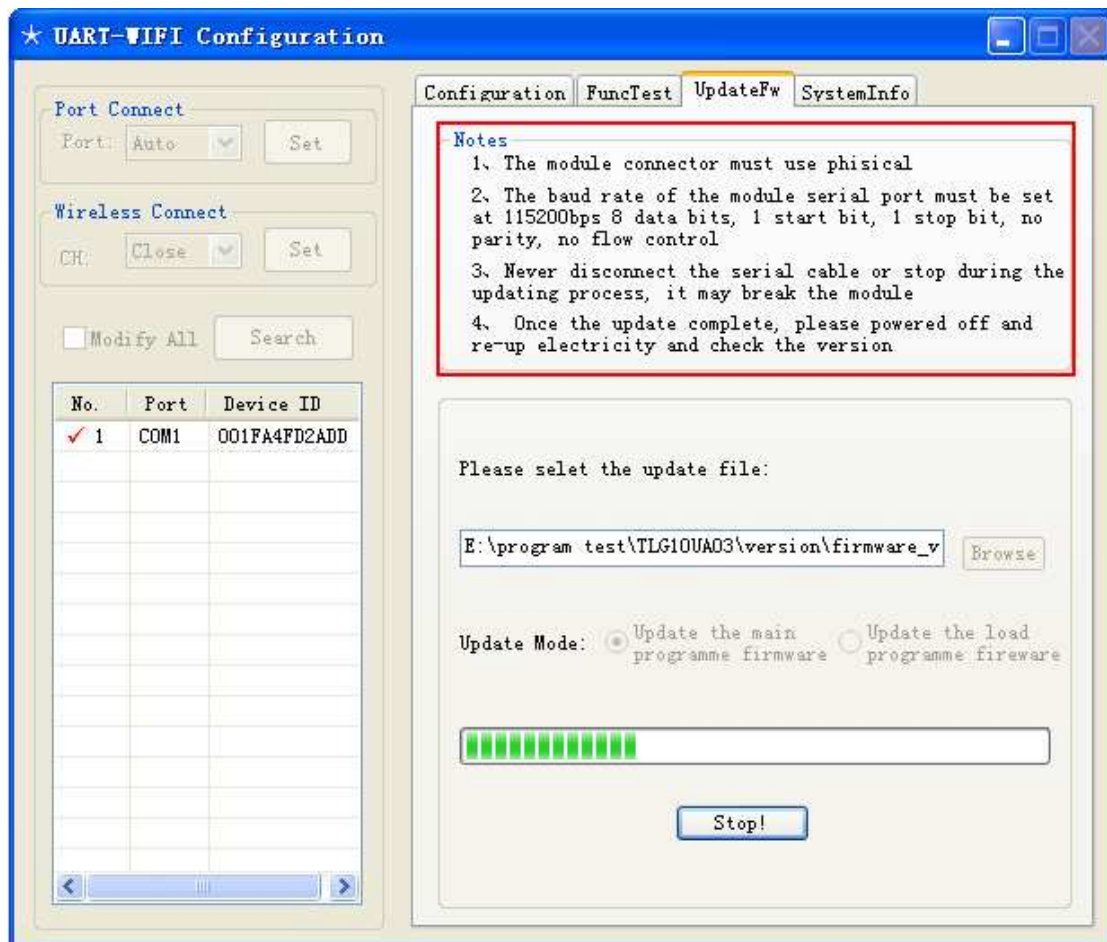 UART-WIFI Configuration
Port Connect
Port: Auto Set
Wireless Connect
CH: Close Set
Modify All Search
No. Port Device ID
1 COM1 001FA4FD2ADD
Configuration FuncTest UpdateFw SystemInfo
Notes
1、The module connector must use phisical
2、The baud rate of the module serial port must be set
at 115200bps 8 data bits, 1 start bit, 1 stop bit, no
parity, no flow control
3、Never disconnect the serial cable or stop during the
updating process, it may break the module
4、 Once the update complete, please powered off and
re-up electricity and check the version
Please selet the update file:
E:\program test\TLG10UA03\version\firmware_v Browse
Update Mode: Update the main Update the load
programme firmware programme fireware
Stop!